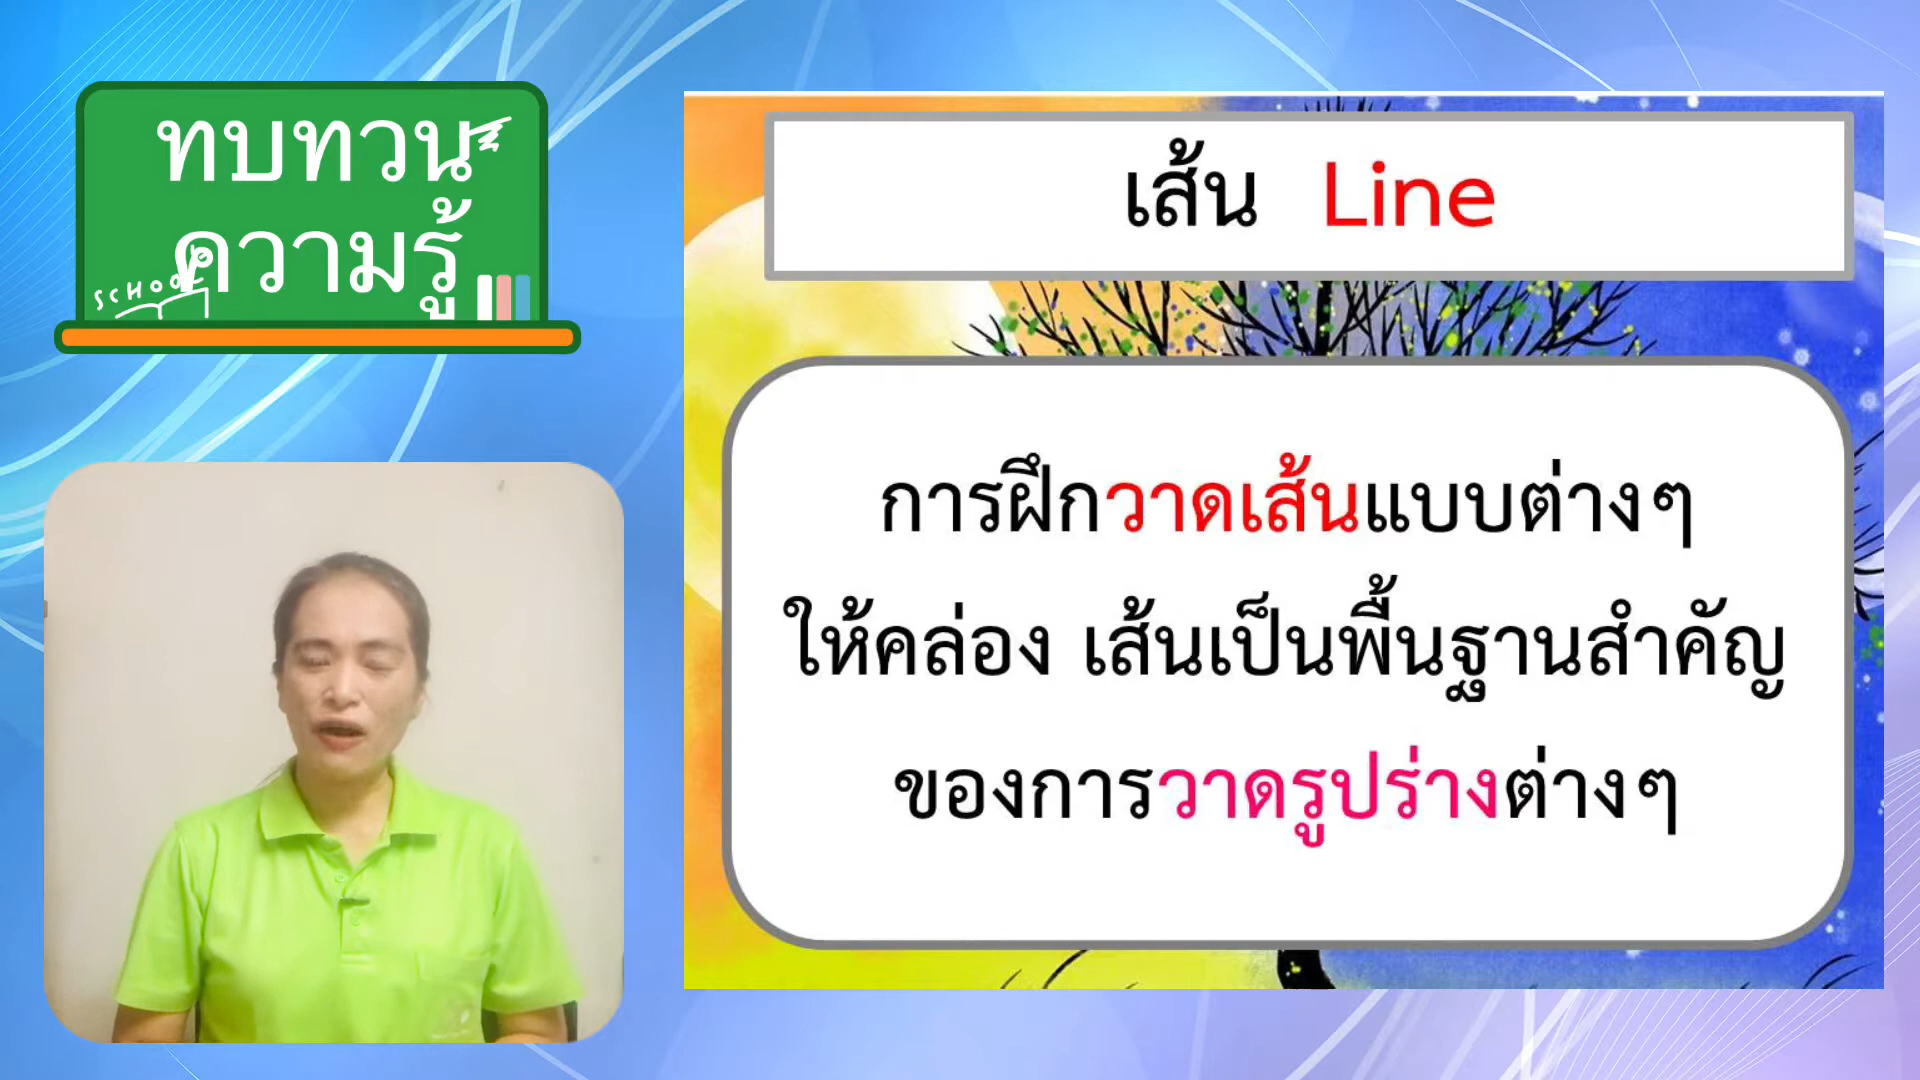 ทบทวน
ความรู้
SCHOOL
เส้น Line
การฝึกวาดเส้นแบบต่างๆ
ให้คล่อง เส้นเป็นพื้นฐานสำคัญ
ของการวาดรูปร่างต่างๆ